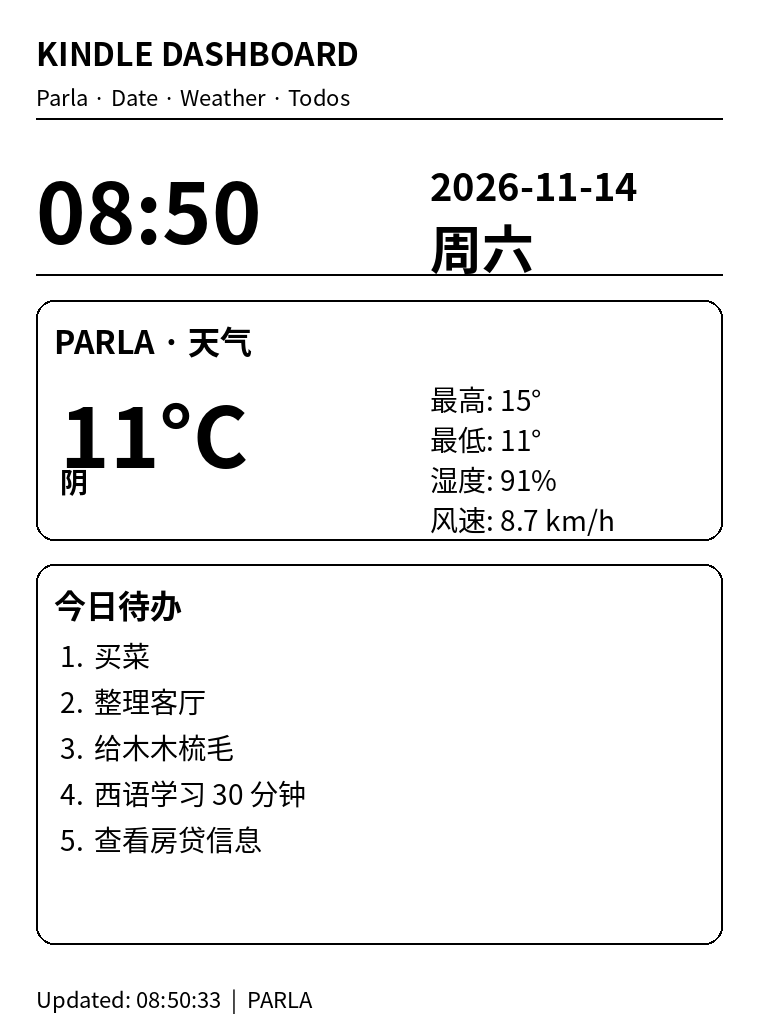 KINDLE DASHBOARD
Parla · Date · Weather · Todos
08:50
2026-11-14
周六
PARLA · 天气
11°C
阴
最高: 15°
最低: 11°
湿度: 91%
风速: 8.7 km/h
今日待办
1. 买菜
2. 整理客厅
3. 给木木梳毛
4. 西语学习 30 分钟
5. 查看房贷信息
Updated: 08:50:33 | PARLA